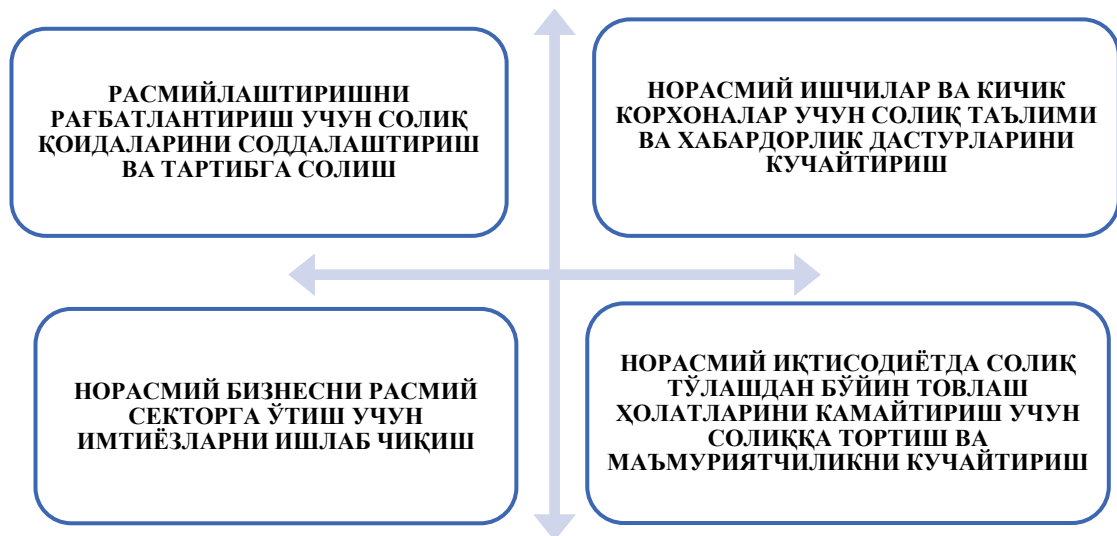 РАСМИЙЛАШТИРИШНИ
РАҒБАТЛАНТИРИШ УЧУН СОЛИҚ
ҚОИДАЛАРИНИ СОДДАЛАШТИРИШ
ВА ТАРТИБГА СОЛИШ
НОРАСМИЙ ИШЧИЛАР ВА КИЧИК
КОРХОНАЛАР УЧУН СОЛИҚ ТАЪЛИМИ
ВА ХАБАРДОРЛИК ДАСТУРЛАРИНИ
КУЧАЙТИРИШ
НОРАСМИЙ БИЗНЕСНИ РАСМИЙ
СЕКТОРГА ЎТИШ УЧУН
ИМТИЁЗЛАРНИ ИШЛАБ ЧИҚИШ
НОРАСМИЙ ИҚТИСОДИЁТДА СОЛИҚ
ТЎЛАШДАН БЎЙИН ТОВЛАШ
ҲОЛАТЛАРИНИ КАМАЙТИРИШ УЧУН
СОЛИҚҚА ТОРТИШ ВА
МАЪМУРИЯТЧИЛИКНИ КУЧАЙТИРИШ